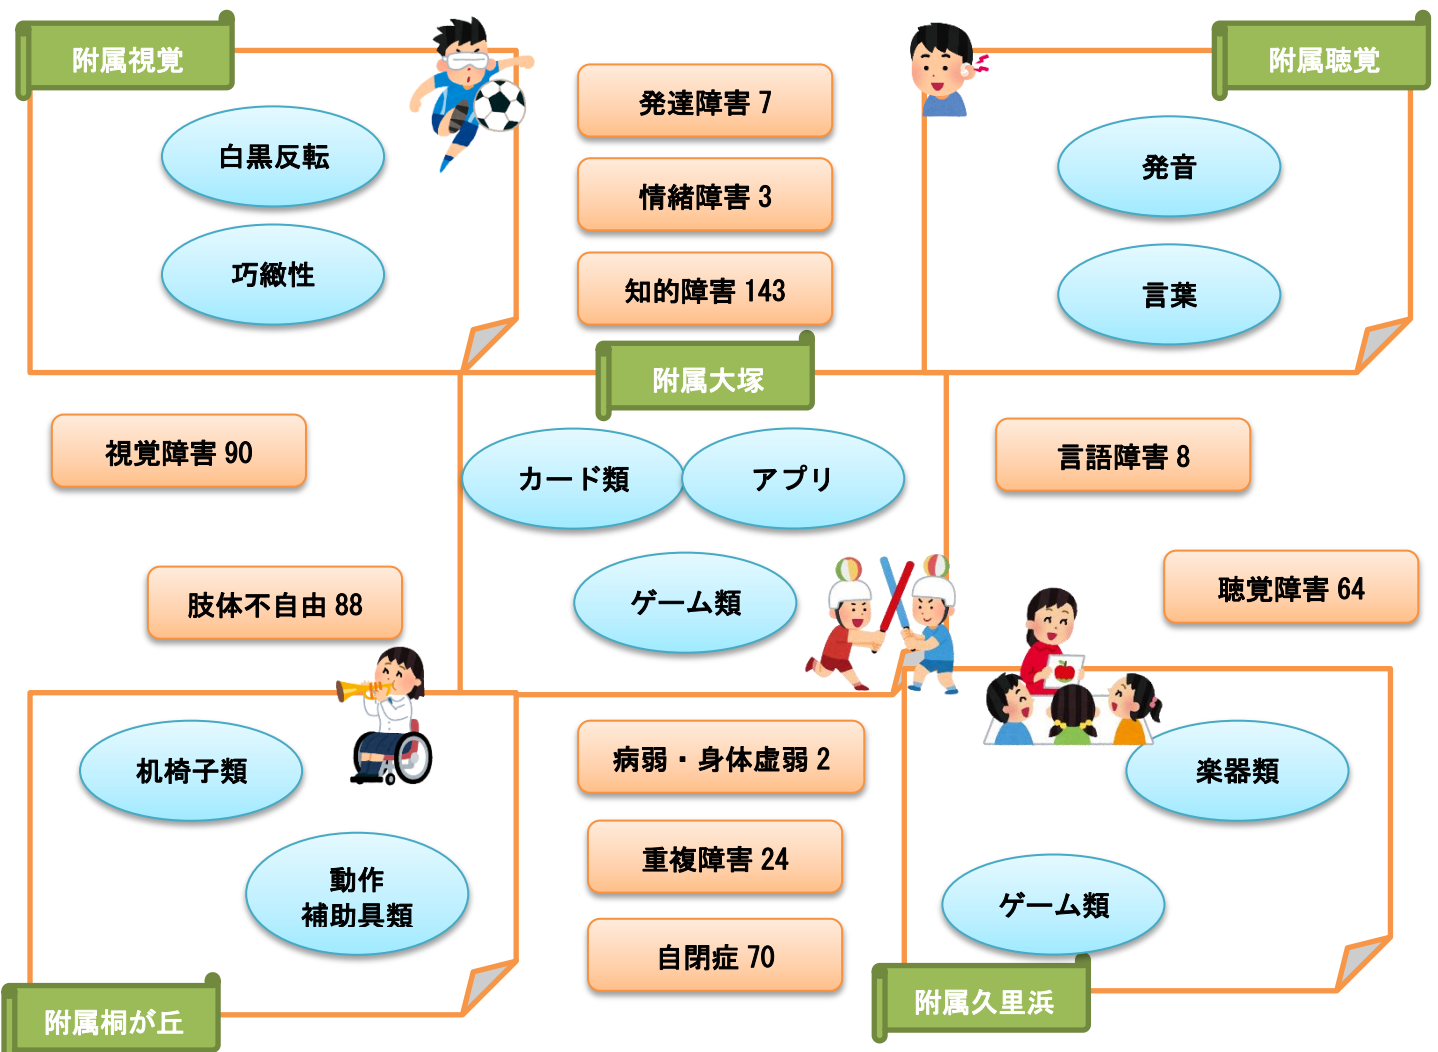 附属視覚
附属聴覚
発達障害 7
白黒反転
発音
情緒障害 3
巧緻性
知的障害 143
言葉
附属大塚
視覚障害 90
カード類
アプリ
言語障害 8
肢体不自由 88
ゲーム類
聴覚障害 64
机椅子類
病弱・身体虚弱 2
楽器類
動作
補助具類
重複障害 24
ゲーム類
自閉症 70
附属桐が丘
附属久里浜